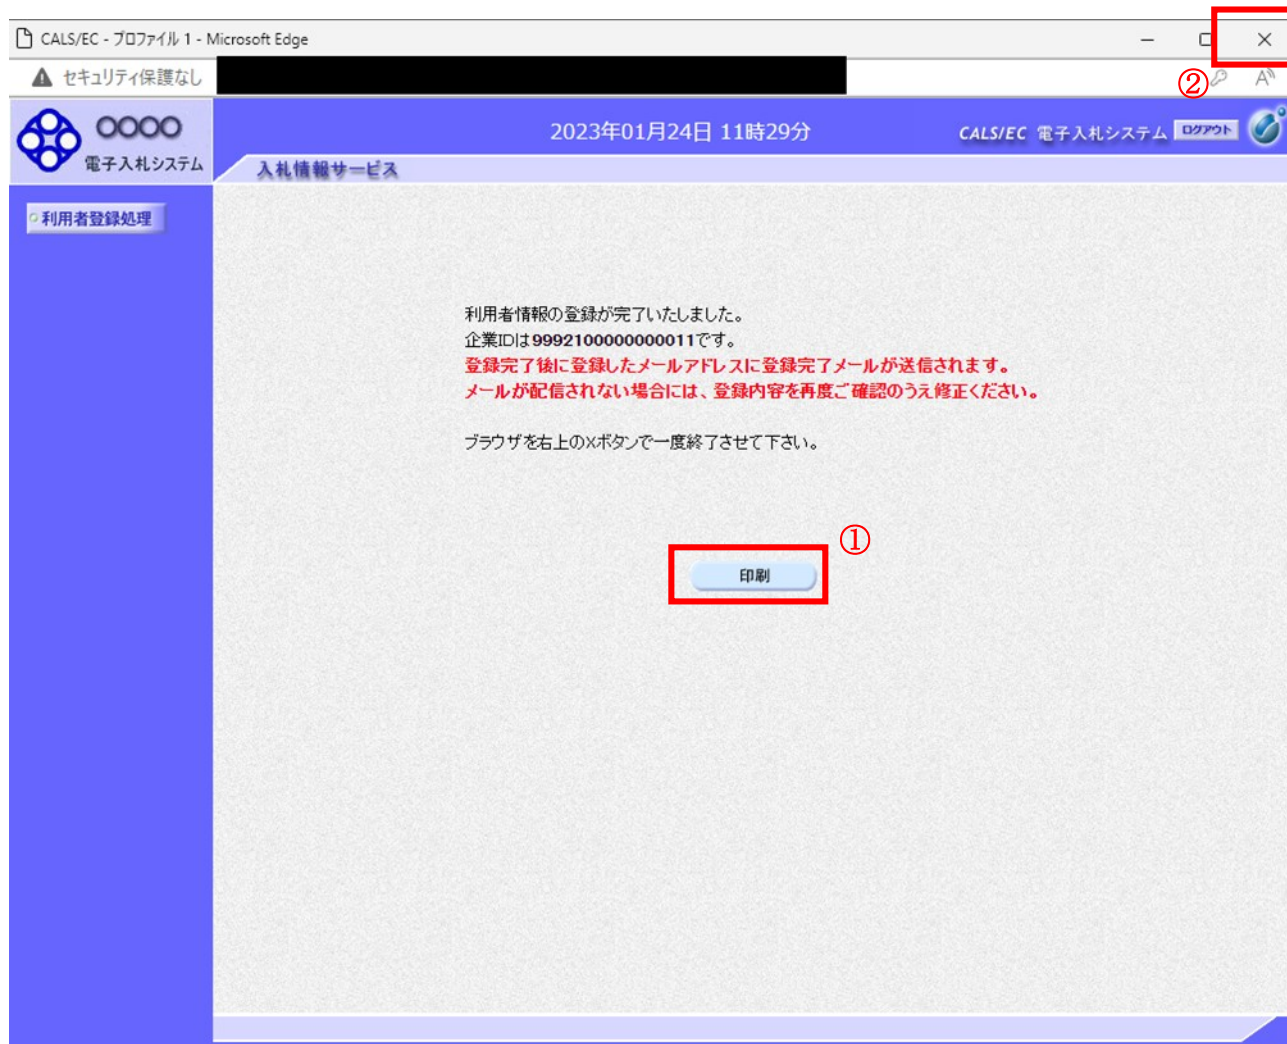 CALS/EC - プロファイル 1 - Microsoft Edge
セキュリティ保護なし
②
OOOO
電子入札システム
2023年01月24日 11時29分
CALS/EC 電子入札システム ログアウト
入札情報サービス
利用者登録処理
利用者情報の登録が完了いたしました。
企業IDは9992100000000011です。
登録完了後に登録したメールアドレスに登録完了メールが送信されます。
メールが配信されない場合には、登録内容を再度ご確認のうえ修正ください。
ブラウザを右上の×ボタンで一度終了させて下さい。
①
印刷